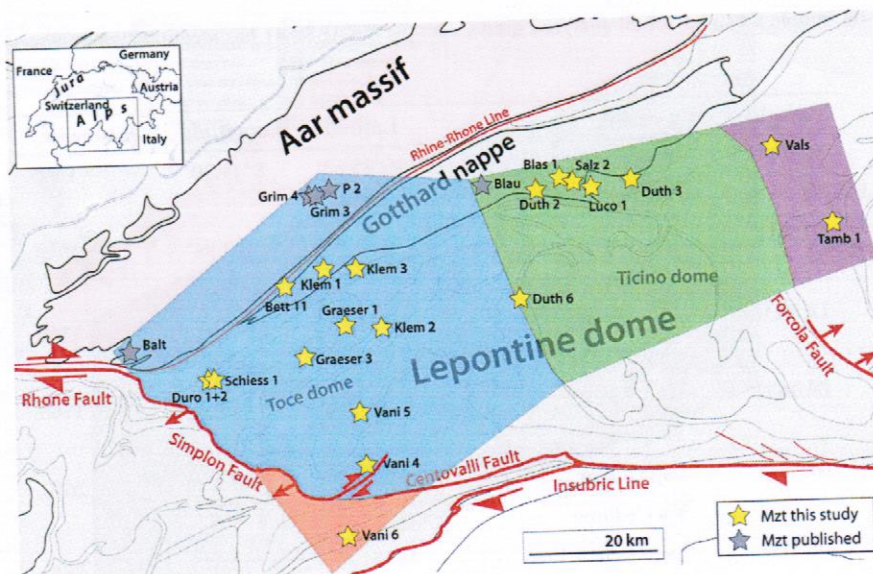 France
Germany
Jura
Switzerland
Austria
Alps
Italy
Aar massif
Rhine-Rhone Line
Gotthard nappe
Grim 4
P 2
Grim 3
Blau
Blas 1
Salz 2
Duth 2
Luco 1
Duth 3
Vals
Tamb 1
Klem 1
Klem 3
Bett 11
Graeser 1
Klem 2
Duth 6
Ticino dome
Balt
Graeser 3
Lepontine dome
Forcola Fault
Rhone Fault
Schiess 1
Duro 1+2
Toce dome
Vani 5
Simplon Fault
Vani 4
Centovalli Fault
Insubric Line
Vani 6
20 km
Mzt this study
Mzt published